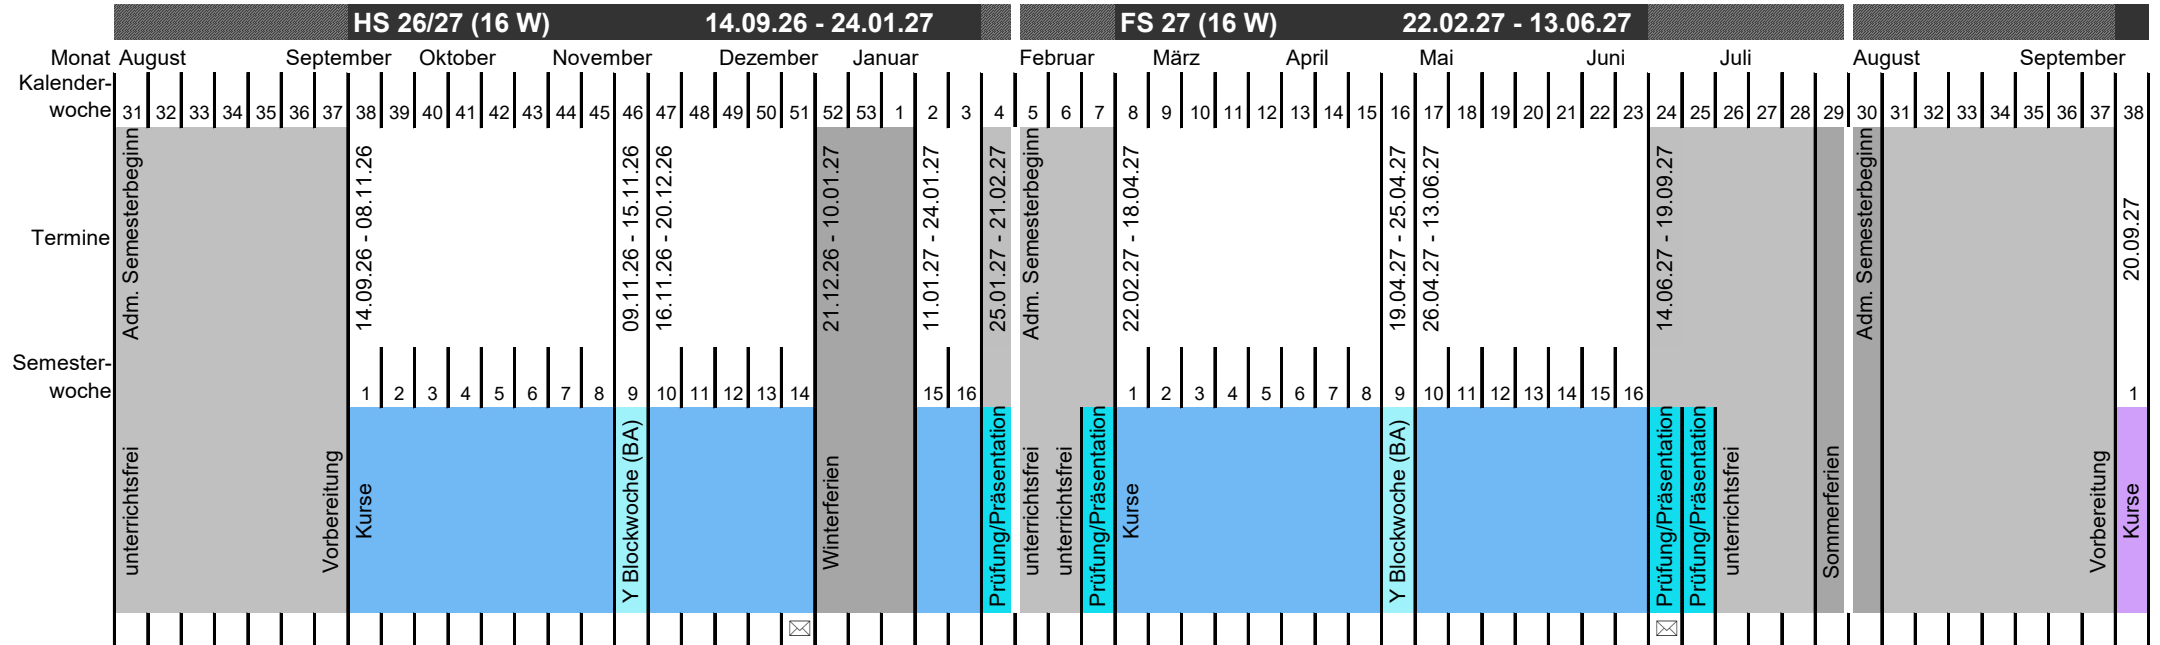 HS 26/27 (16 W) 14.09.26 - 24.01.27 FS 27 (16 W) 22.02.27 - 13.06.27
Monat August September Oktober November Dezember Januar Februar März April Mai Juni Juli August September
Kalender-
woche 31 32 33 34 35 36 37 38 39 40 41 42 43 44 45 46 47 48 49 50 51 52 53 1 2 3 4 5 6 7 8 9 10 11 12 13 14 15 16 17 18 19 20 21 22 23 24 25 26 27 28 29 30 31 32 33 34 35 36 37 38
Termine
Adm. Semesterbeginn
14.09.26 - 08.11.26
09.11.26 - 15.11.26
16.11.26 - 20.12.26
21.12.26 - 10.01.27
11.01.27 - 24.01.27
25.01.27 - 21.02.27
Adm. Semesterbeginn
22.02.27 - 18.04.27
19.04.27 - 25.04.27
26.04.27 - 13.06.27
14.06.27 - 19.09.27
Adm. Semesterbeginn
20.09.27
Semester-
woche 1 2 3 4 5 6 7 8 9 10 11 12 13 14 15 16 1 2 3 4 5 6 7 8 9 10 11 12 13 14 15 16 1
unterrichtsfrei
Vorbereitung
Kurse
Y Blockwoche (BA)
Winterferien
Prüfung/Präsentation
unterrichtsfrei
unterrichtsfrei
Prüfung/Präsentation
Kurse
Y Blockwoche (BA)
Prüfung/Präsentation
Prüfung/Präsentation
unterrichtsfrei
Sommerferien
Vorbereitung
Kurse